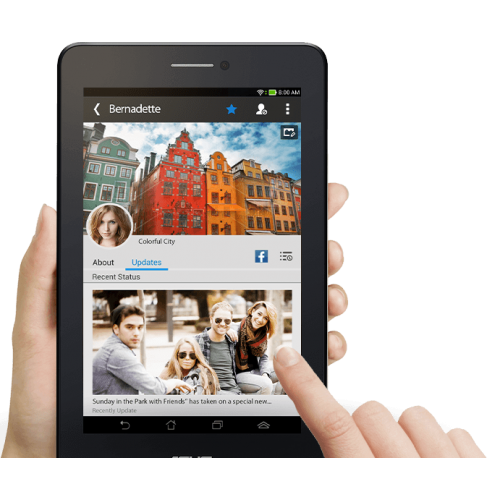 8:00 AM
Bernadette
Colorful City
About
Updates
f
Recent Status
Sunday in the Park with Friends" has taken on a special new...
Recently Update